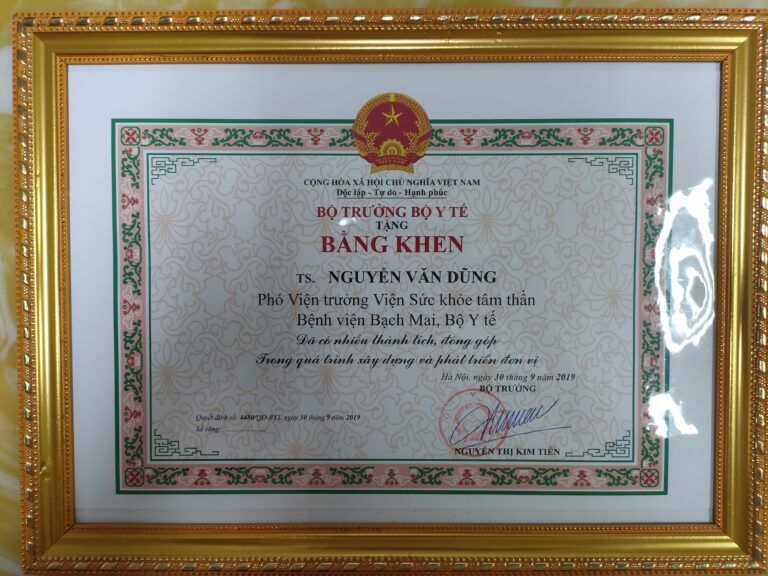 CỘNG HÒA XÃ HỘI CHỦ NGHĨA VIỆT NAM
Độc lập - Tự do - Hạnh phúc
BỘ TRƯỞNG BỘ Y TẾ
TẶNG
BẰNG KHEN
TS. NGUYỄN VĂN DŨNG
Phó Viện trưởng Viện Sức khỏe tâm thần
Bệnh viện Bạch Mai, Bộ Y tế
Đã có nhiều thành tích, đóng góp
Trong quá trình xây dựng và phát triển đơn vị
Hà Nội, ngày 30 tháng 9 năm 2019
BỘ TRƯỞNG
Quyết định số: 4480/QĐ-BYT, ngày 30 tháng 9 năm 2019
Số vàng: ....................
NGUYỄN THỊ KIM TIẾN